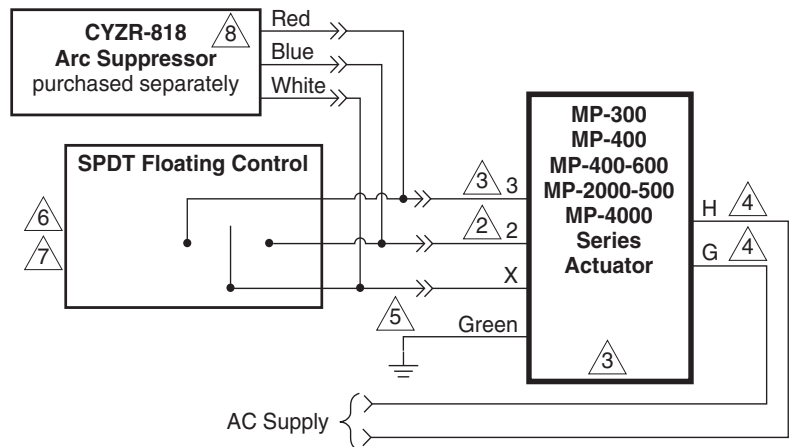 Red
CYZR-818
8
Arc Suppressor
Blue
purchased separately
White
MP-300
MP-400
MP-400-600
MP-2000-500
MP-4000
Series
Actuator
SPDT Floating Control
3
3
6
2
2
7
X
5
Green
3
H
4
G
4
AC Supply